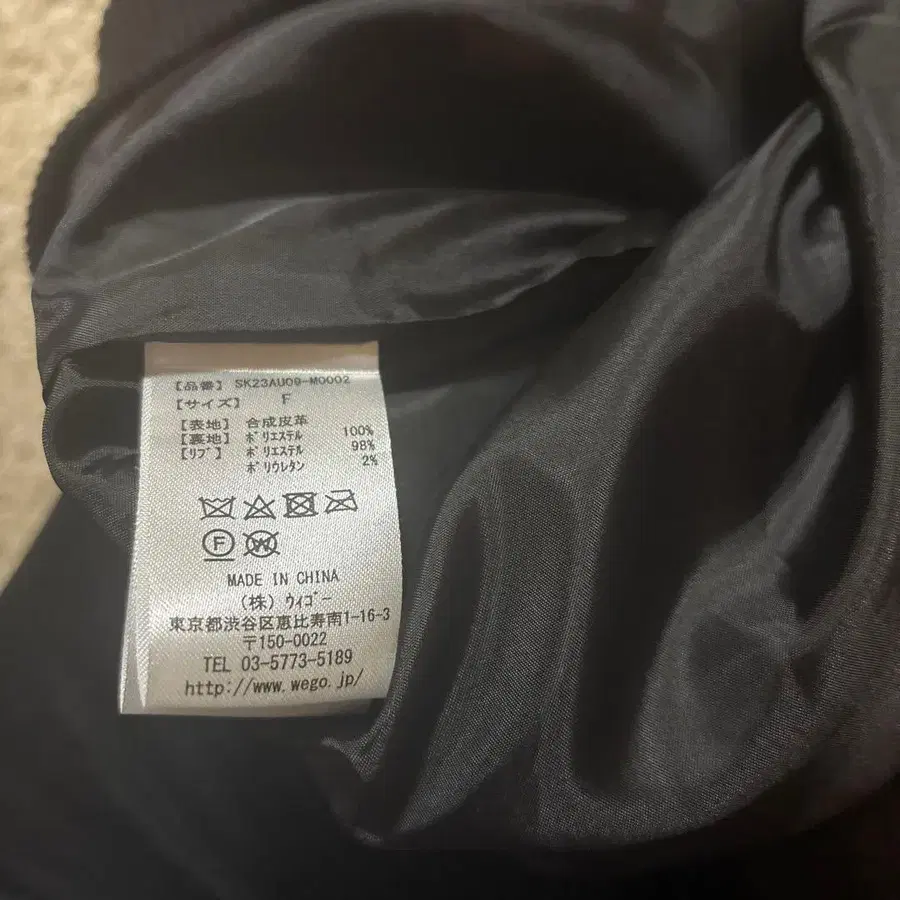 【品番】 SK23AU09-M0002
【サイズ】 F
【表地】 合成皮革
【裏地】 ポリエステル 100%
【リブ】 ポリエステル 98%
ポリウレタン 2%
F W
MADE IN CHINA
(株) ウィゴー
東京都渋谷区恵比寿南1-16-3
〒150-0022
TEL 03-5773-5189
http://www.wego.jp/